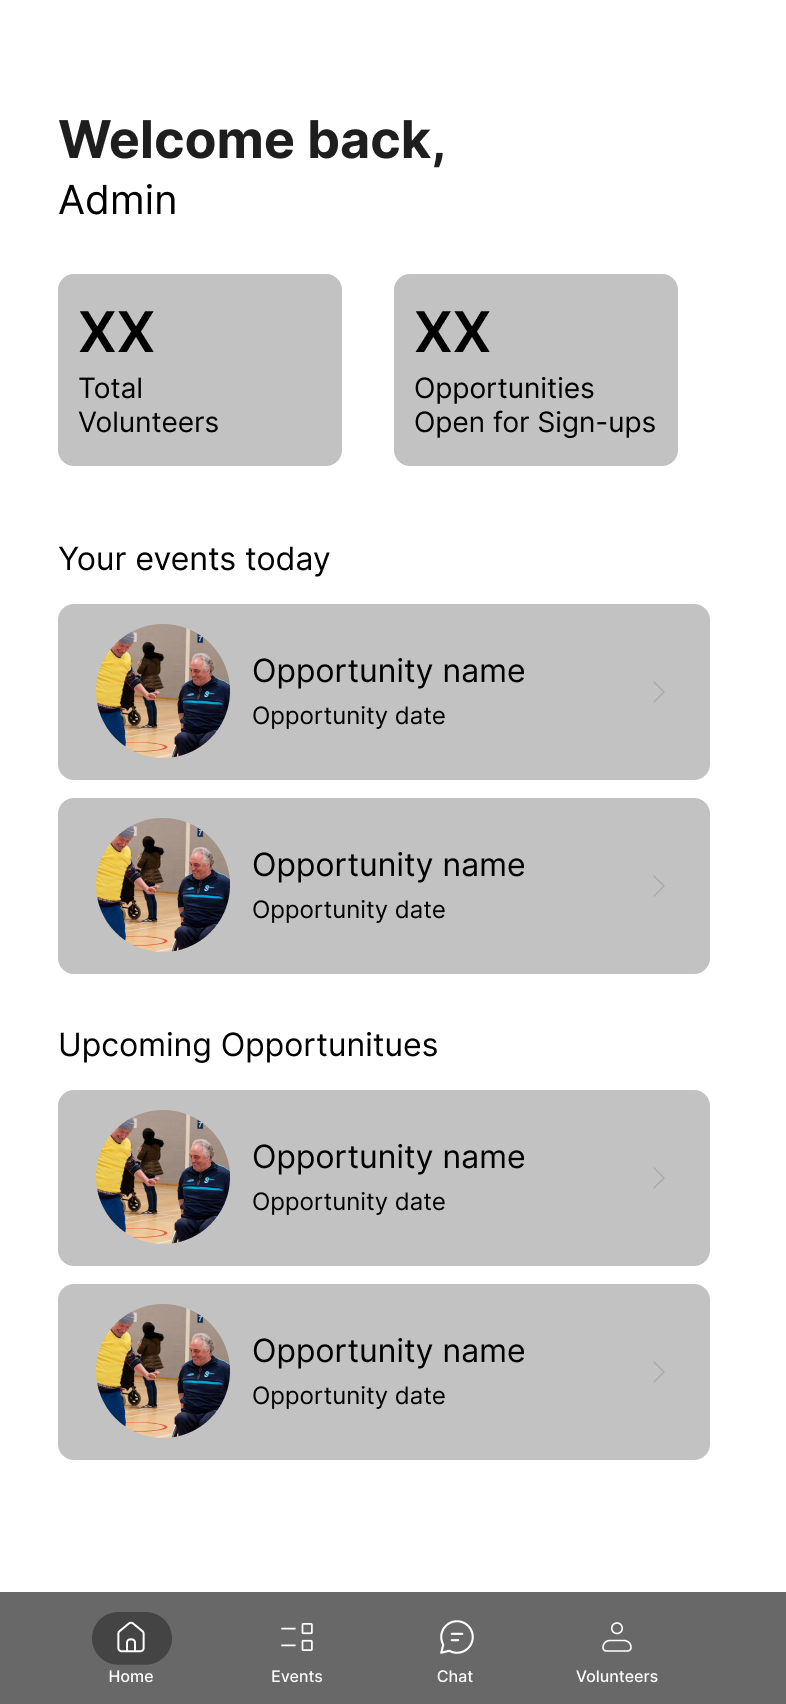 Welcome back,
Admin
XX
Total
Volunteers
XX
Opportunities
Open for Sign-ups
Your events today
Opportunity name
Opportunity date
Opportunity name
Opportunity date
Upcoming Opportunitues
Opportunity name
Opportunity date
Opportunity name
Opportunity date
Home
Events
Chat
Volunteers